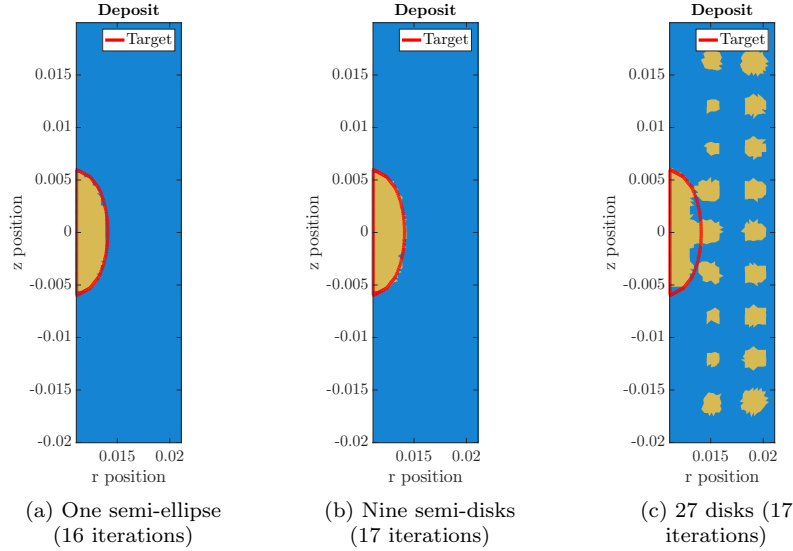 Deposit
Target
0.015
0.01
0.005
0
-0.005
-0.01
-0.015
-0.02
z position
0.015 0.02
r position
(a) One semi-ellipse
(16 iterations)
Deposit
Target
0.015
0.01
0.005
0
-0.005
-0.01
-0.015
-0.02
z position
0.015 0.02
r position
(b) Nine semi-disks
(17 iterations)
Deposit
Target
0.015
0.01
0.005
0
-0.005
-0.01
-0.015
-0.02
z position
0.015 0.02
r position
(c) 27 disks (17
iterations)